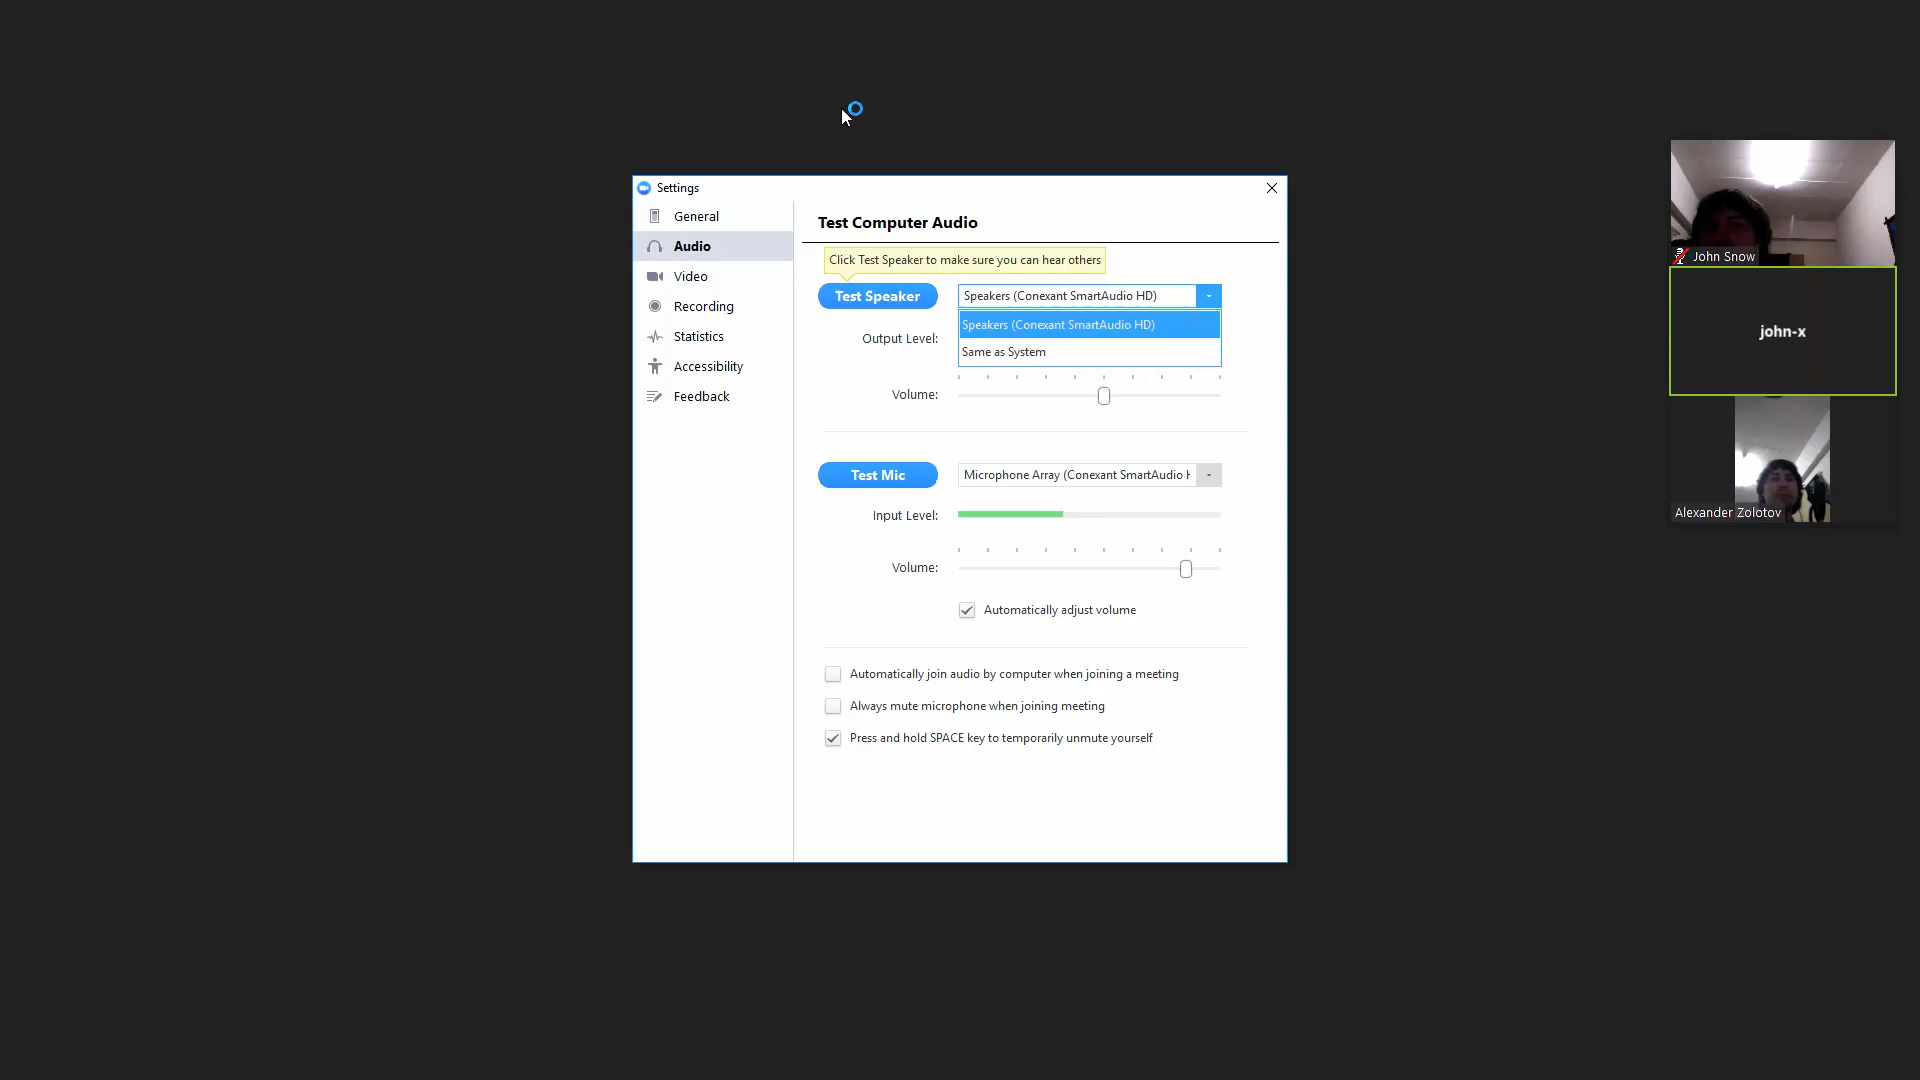 Settings
General
Audio
Video
Recording
Statistics
Accessibility
Feedback
Test Computer Audio
Click Test Speaker to make sure you can hear others
Test Speaker
Speakers (Conexant SmartAudio HD)
Speakers (Conexant SmartAudio HD)
Same as System
Output Level:
Volume:
Test Mic
Microphone Array (Conexant SmartAudio H
Input Level:
Volume:
Automatically adjust volume
Automatically join audio by computer when joining a meeting
Always mute microphone when joining meeting
Press and hold SPACE key to temporarily unmute yourself
John Snow
john-x
Alexander Zolotov